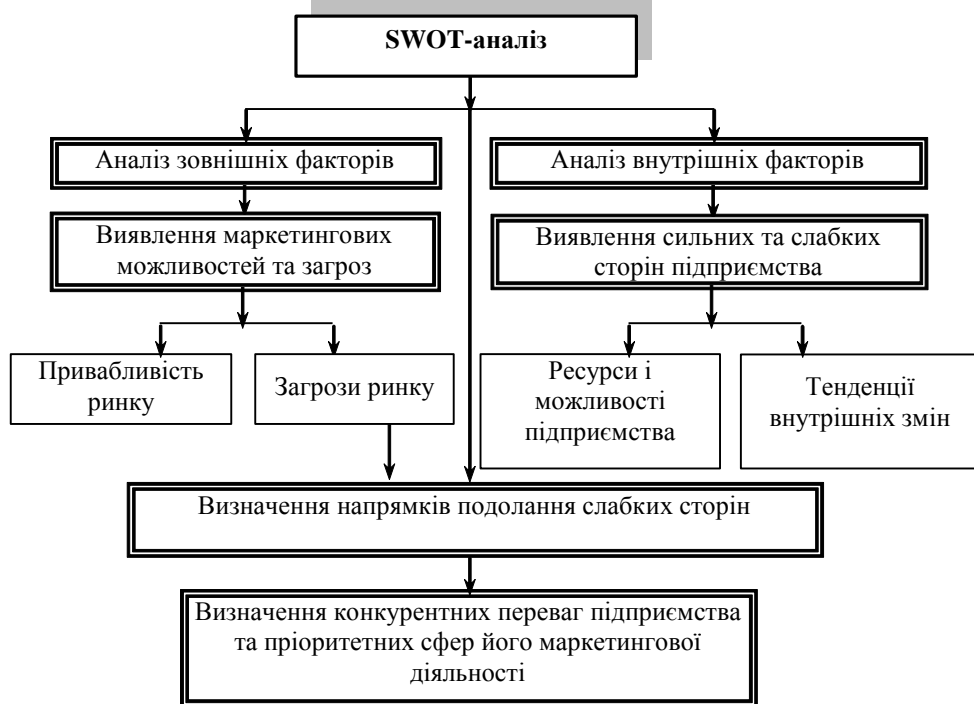 SWOT-аналіз
Аналіз зовнішніх факторів
Аналіз внутрішніх факторів
Виявлення маркетингових
можливостей та загроз
Виявлення сильних та слабких
сторін підприємства
Привабливість
ринку
Загрози ринку
Ресурси і
можливості
підприємства
Тенденції
внутрішніх змін
Визначення напрямків подолання слабких сторін
Визначення конкурентних переваг підприємства
та пріоритетних сфер його маркетингової
діяльності